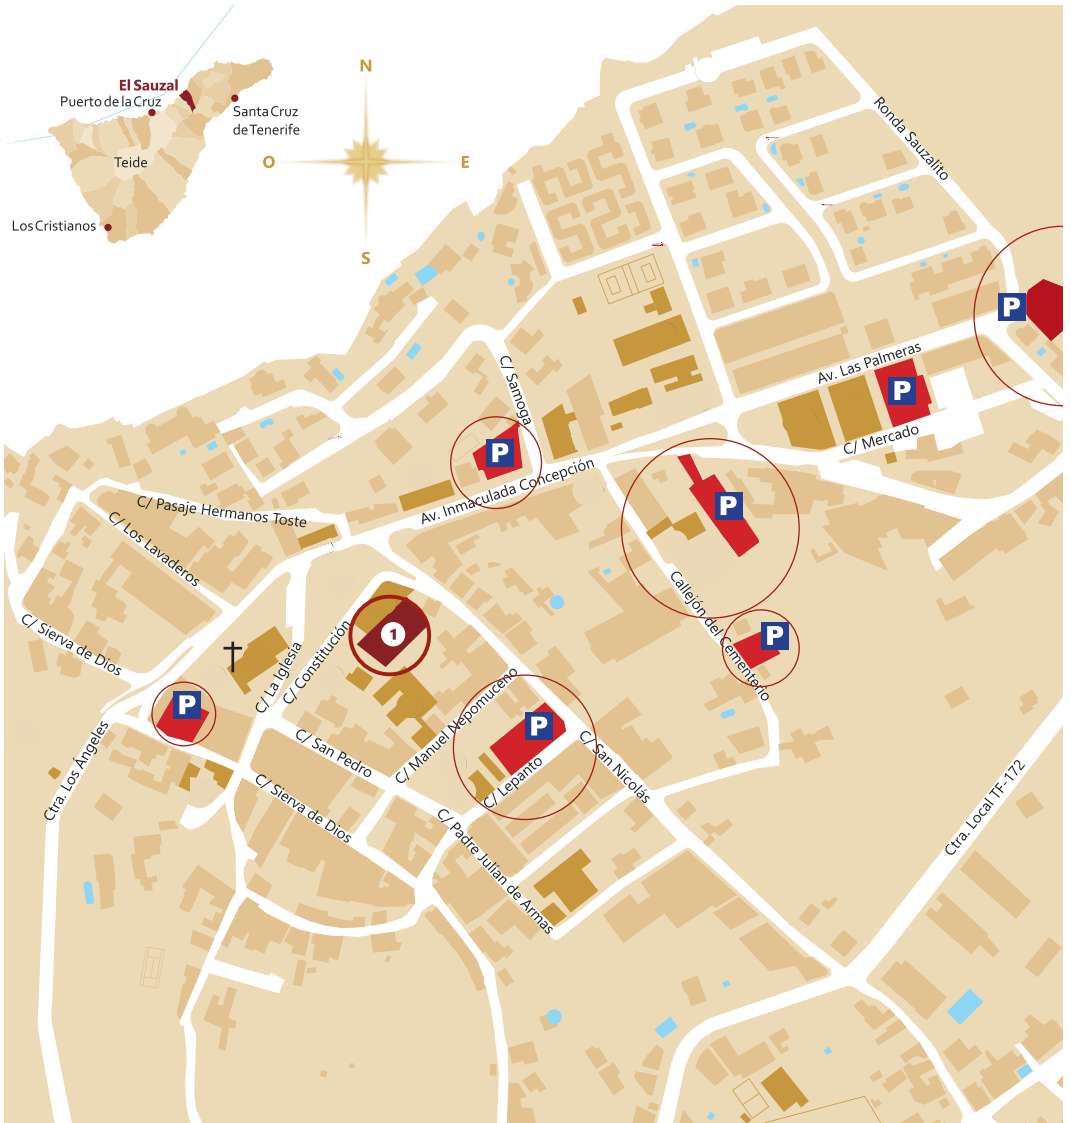 N
O
E
S
El Sauzal
Puerto de la Cruz
Santa Cruz
de Tenerife
Teide
Los Cristianos
Ronda Sauzalito
P
Av. Las Palmeras
P
C/ Mercado
C/ Samoga
P
Av. Inmaculada Concepción
P
C/ Pasaje Hermanos Toste
C/ Los Lavaderos
C/ Sierva de Dios
Callejón del Cementerio
P
1
C/ La Iglesia
C/ Constitución
P
C/ Manuel Nepomuceno
P
C/ San Pedro
C/ Lepanto
C/ San Nicolás
Ctra. Los Ángeles
C/ Sierva de Dios
C/ Padre Julían de Armas
Ctra. Local TF-172